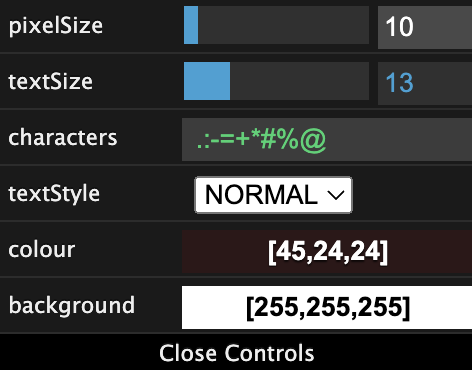 pixelSize 10
textSize 13
characters .:-=+*#%@
textStyle NORMAL
colour [45,24,24]
background [255,255,255]
Close Controls